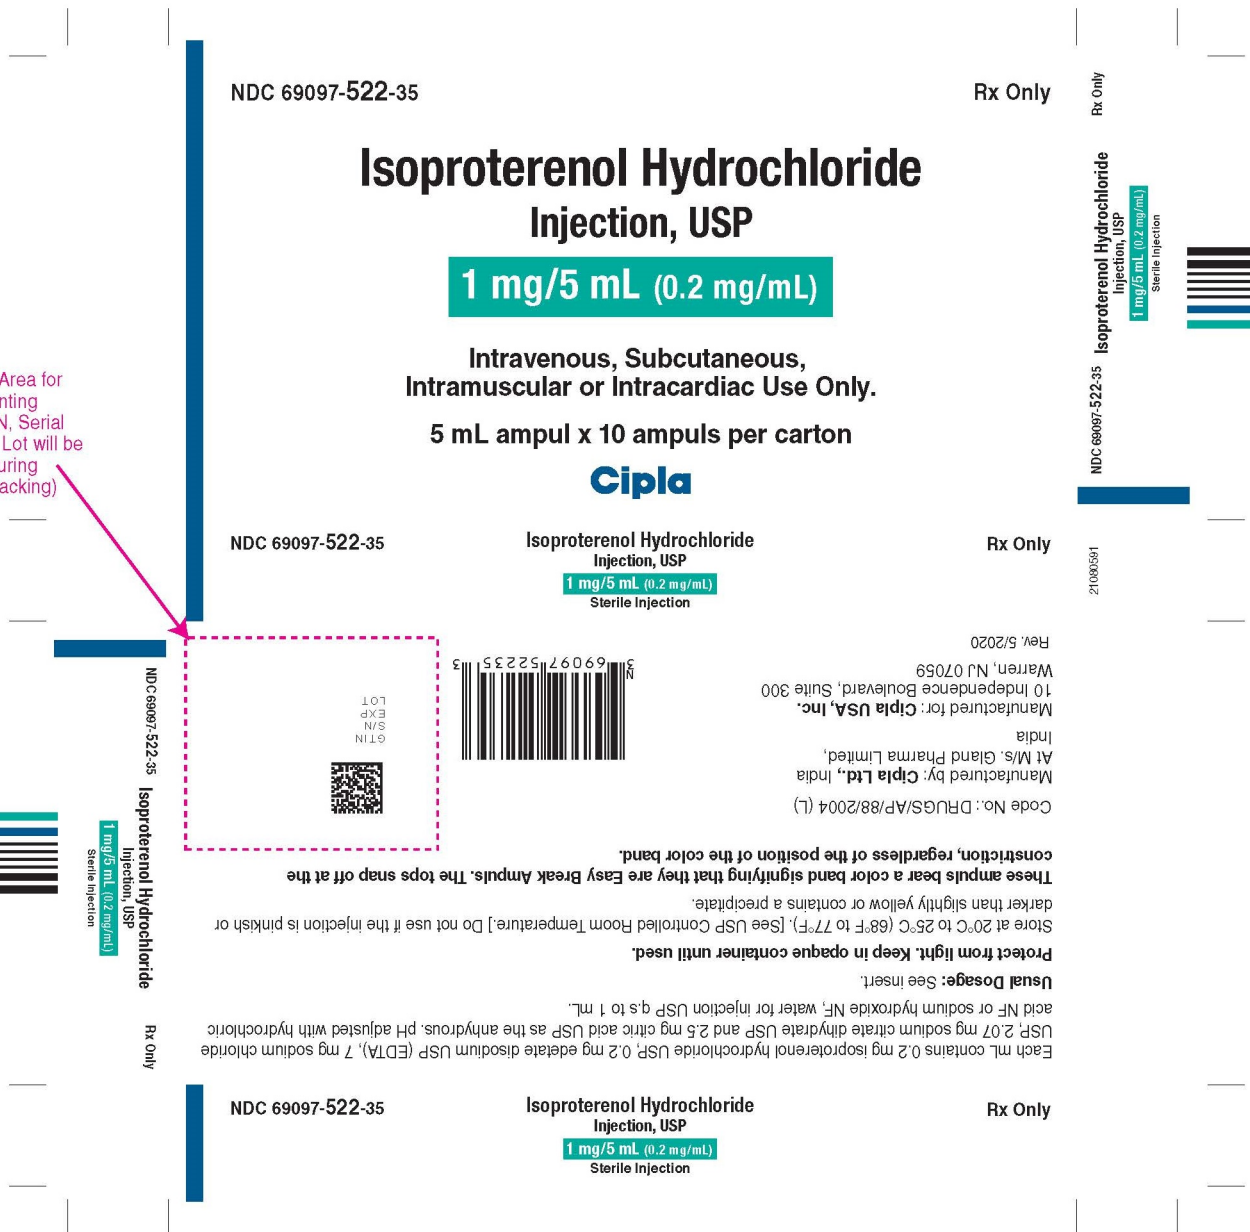 NDC 69097-522-35
Rx Only
Isoproterenol Hydrochloride
Injection, USP
1 mg/5 mL (0.2 mg/mL)
Intravenous, Subcutaneous,
Intramuscular or Intracardiac Use Only.
5 mL ampul x 10 ampuls per carton
Cipla
NDC 69097-522-35
Isoproterenol Hydrochloride
Injection, USP
1 mg/5 mL (0.2 mg/mL)
Sterile Injection
Rx Only
Area for
Serial
Lot will be
NDC 69097-522-35
Isoproterenol Hydrochloride
Injection, USP
1 mg/5 mL (0.2 mg/mL)
Sterile Injection
Rx Only
21080591
NDC 69097-522-35
Isoproterenol Hydrochloride
Injection, USP
1 mg/5 mL (0.2 mg/mL)
Sterile Injection
Rx Only
Each mL contains 0.2 mg isoproterenol hydrochloride USP, 0.2 mg edetate disodium USP (EDTA), 7 mg sodium chloride
USP, 2.07 mg sodium citrate dihydrate USP and 2.5 mg citric acid USP as the anhydrous. pH adjusted with hydrochloric
acid NF or sodium hydroxide NF, water for injection USP q.s to 1 mL.
Usual Dosage: See insert.
Protect from light. Keep in opaque container until used.
Store at 20°C to 25°C (68°F to 77°F). [See USP Controlled Room Temperature.] Do not use if the injection is pinkish or
darker than slightly yellow or contains a precipitate.
These ampuls bear a color band signifying that they are Easy Break Ampuls. The tops snap off at the
constriction, regardless of the position of the color band.
Code No.: DRUGS/AP/88/2004 (L)
Manufactured by: Cipla Ltd., India
At M/s. Gland Pharma Limited,
India
Manufactured for: Cipla USA, Inc.
10 Independence Boulevard, Suite 300
Warren, NJ 07059
Rev. 5/2020
GTIN
S/N
EXP
LOT
N
3 69097 52235 3
NDC 69097-522-35
Isoproterenol Hydrochloride
Injection, USP
1 mg/5 mL (0.2 mg/mL)
Sterile Injection
Rx Only